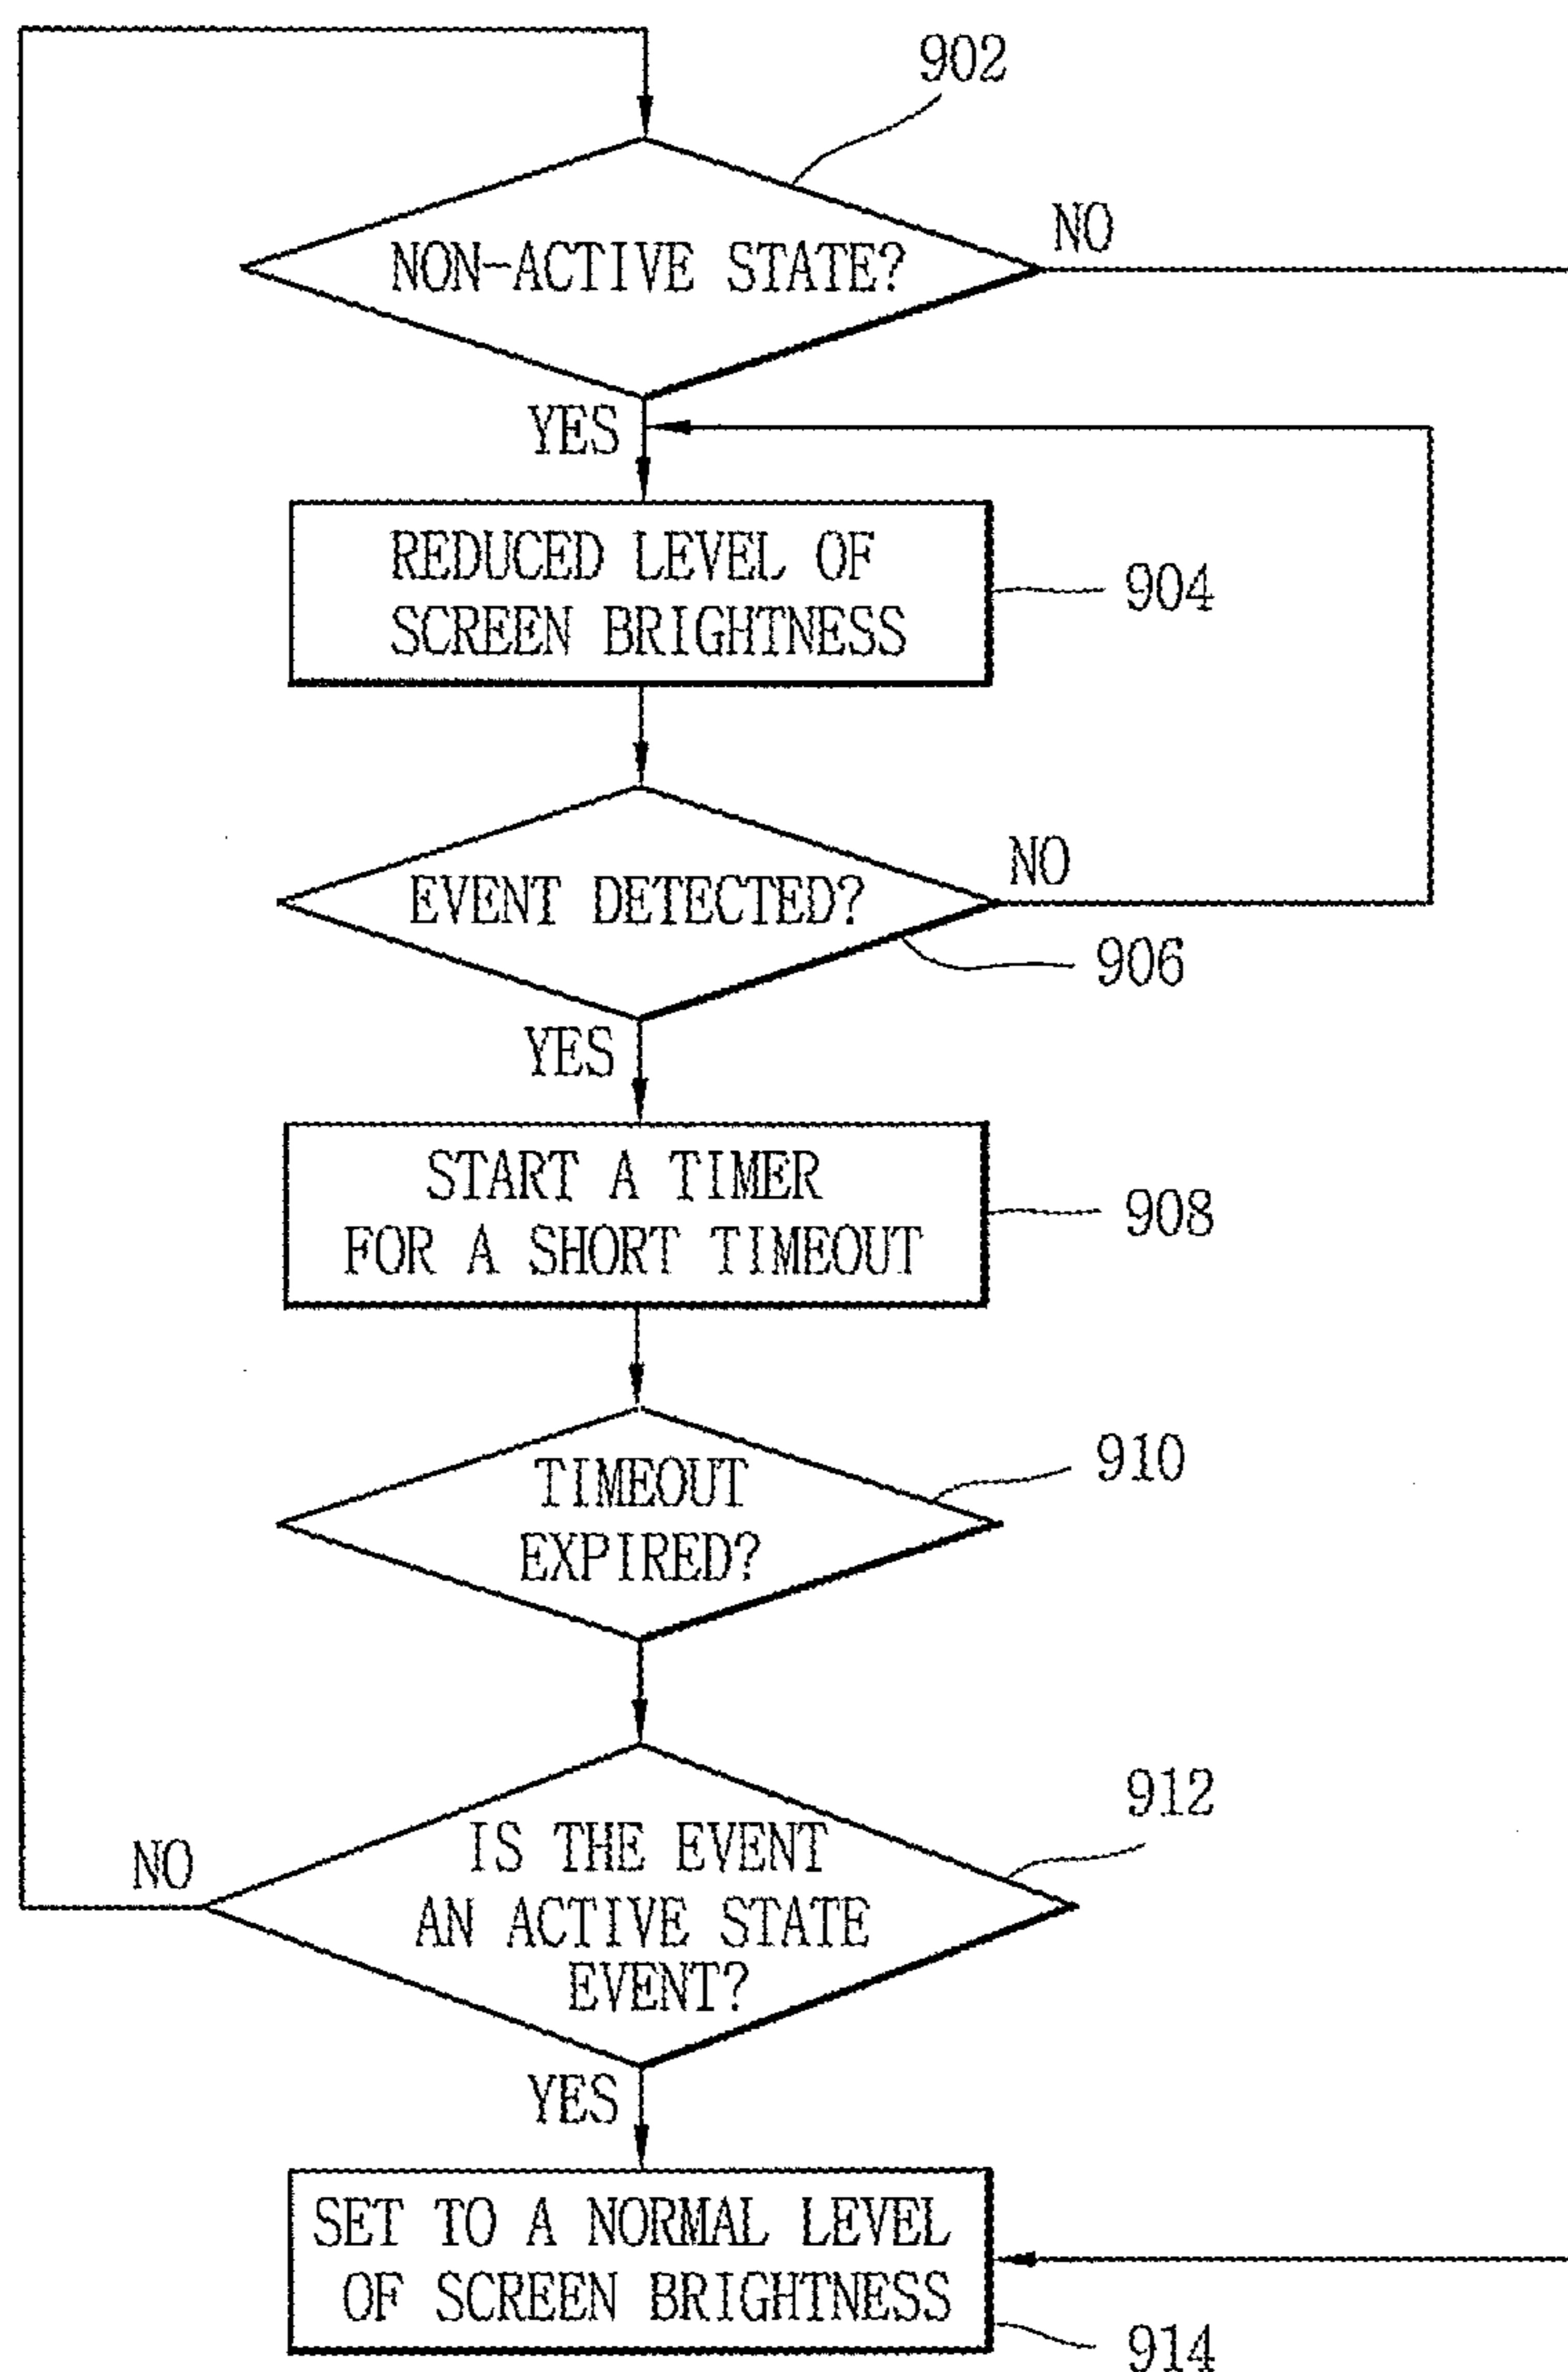 902
NON-ACTIVE STATE?
NO
YES
REDUCED LEVEL OF
SCREEN BRIGHTNESS
904
EVENT DETECTED?
NO
906
YES
START A TIMER
FOR A SHORT TIMEOUT
908
TIMEOUT
EXPIRED?
910
912
IS THE EVENT
AN ACTIVE STATE
EVENT?
NO
YES
SET TO A NORMAL LEVEL
OF SCREEN BRIGHTNESS
914